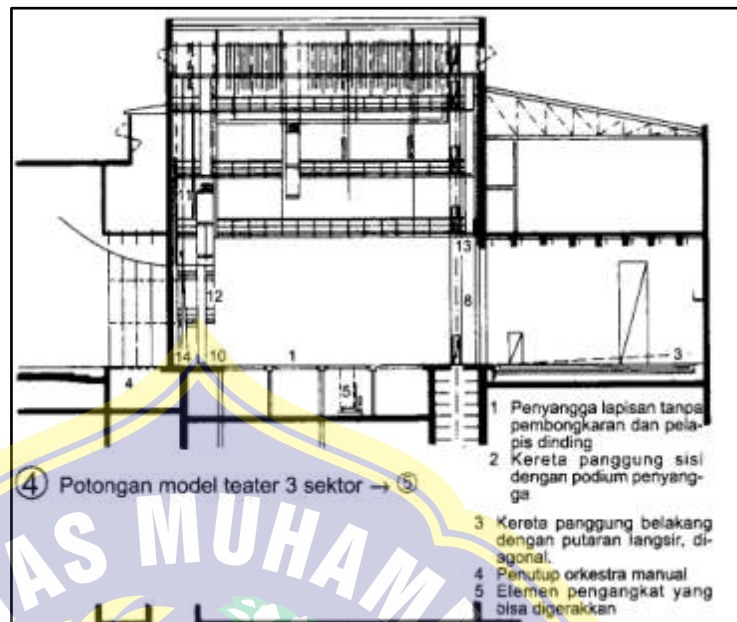 11
13
12
8
14 10 1
4
5
3
④ Potongan model teater 3 sektor → ⑤
1 Penyangga lapisan tanpa
pembongkaran dan pela-
pis dinding
2 Kereta panggung sisi
dengan podium penyang-
ga
3 Kereta panggung belakang
dengan putaran langsir, di-
agonal.
4 Penutup orkestra manual
5 Elemen pengangkat yang
bisa digerakkan
AS MUHAM